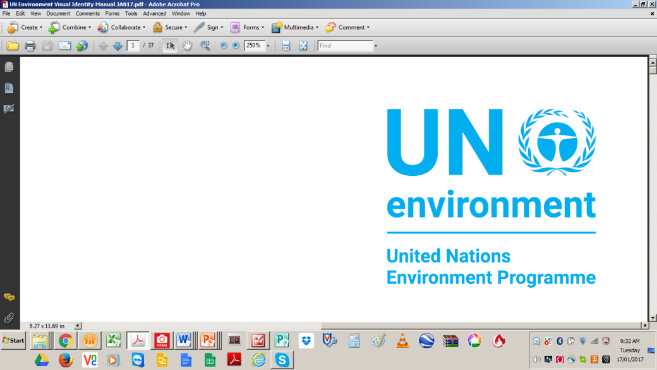 UN Environment Visual Identity Manual JAN17.pdf - Adobe Acrobat Pro
File Edit View Document Comments Forms Tools Advanced Window Help
Create Combine Collaborate Secure Sign Forms Multimedia Comment
1 / 37 250% Find
UN
environment
United Nations
Environment Programme
8.27 x 11.69 in
Start
9:32 AM
Tuesday
17/01/2017